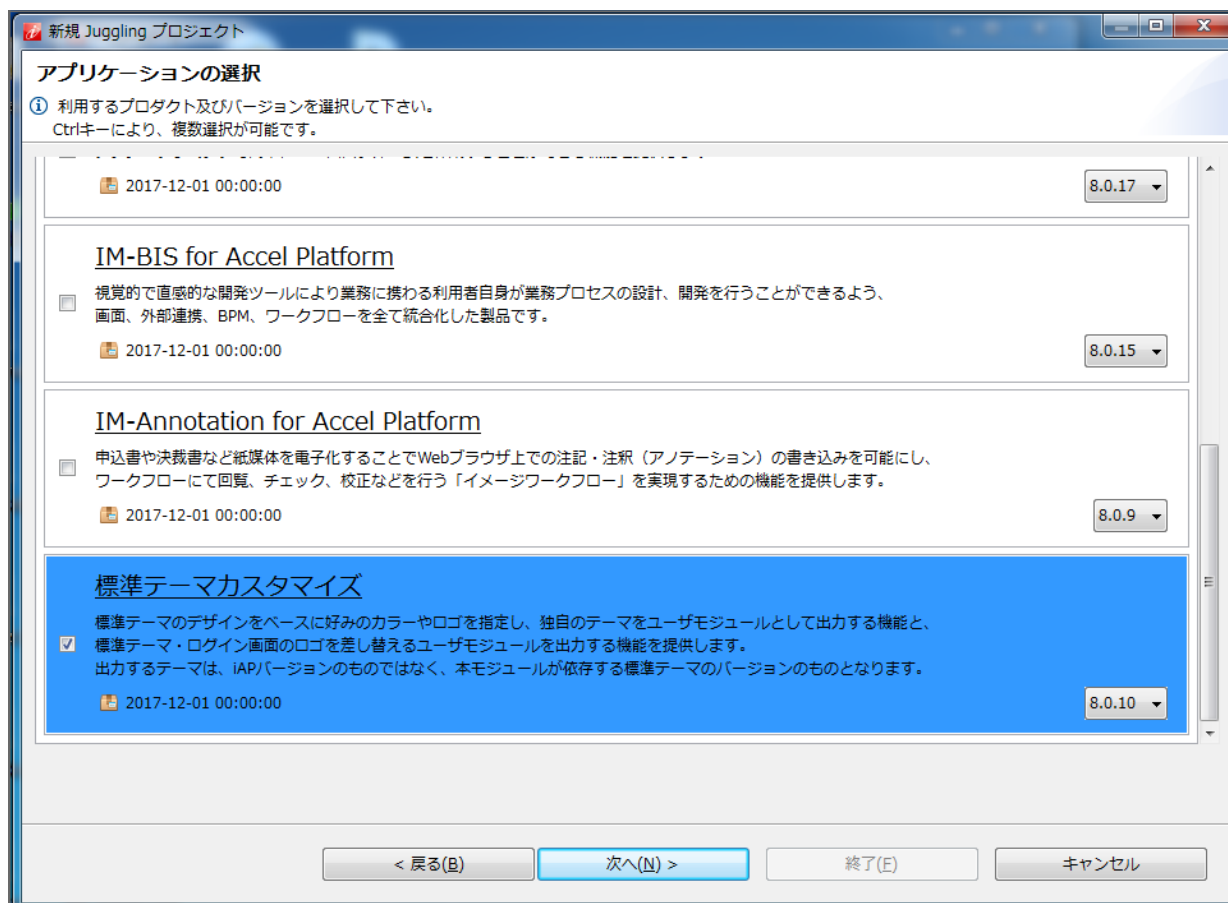 新規 Juggling プロジェクト
アプリケーションの選択
利用するプロダクト及びバージョンを選択して下さい。
Ctrlキーにより、複数選択が可能です。
2017-12-01 00:00:00
8.0.17
IM-BIS for Accel Platform
視覚的で直感的な開発ツールにより業務に携わる利用者自身が業務プロセスの設計、開発を行うことができるよう、
画面、外部連携、BPM、ワークフローを全て統合化した製品です。
2017-12-01 00:00:00
8.0.15
IM-Annotation for Accel Platform
申込書や決裁書など紙媒体を電子化することでWebブラウザ上での注記・注釈（アノテーション）の書き込みを可能にし、
ワークフローにて回覧、チェック、校正などを行う「イメージワークフロー」を実現するための機能を提供します。
2017-12-01 00:00:00
8.0.9
標準テーマカスタマイズ
標準テーマのデザインをベースに好みのカラーやロゴを指定し、独自のテーマをユーザモジュールとして出力する機能と、
標準テーマ・ログイン画面のロゴを差し替えるユーザモジュールを出力する機能を提供します。
出力するテーマは、iAPバージョンのものではなく、本モジュールが依存する標準テーマのバージョンのものとなります。
2017-12-01 00:00:00
8.0.10
< 戻る(B)
次へ(N) >
終了(F)
キャンセル